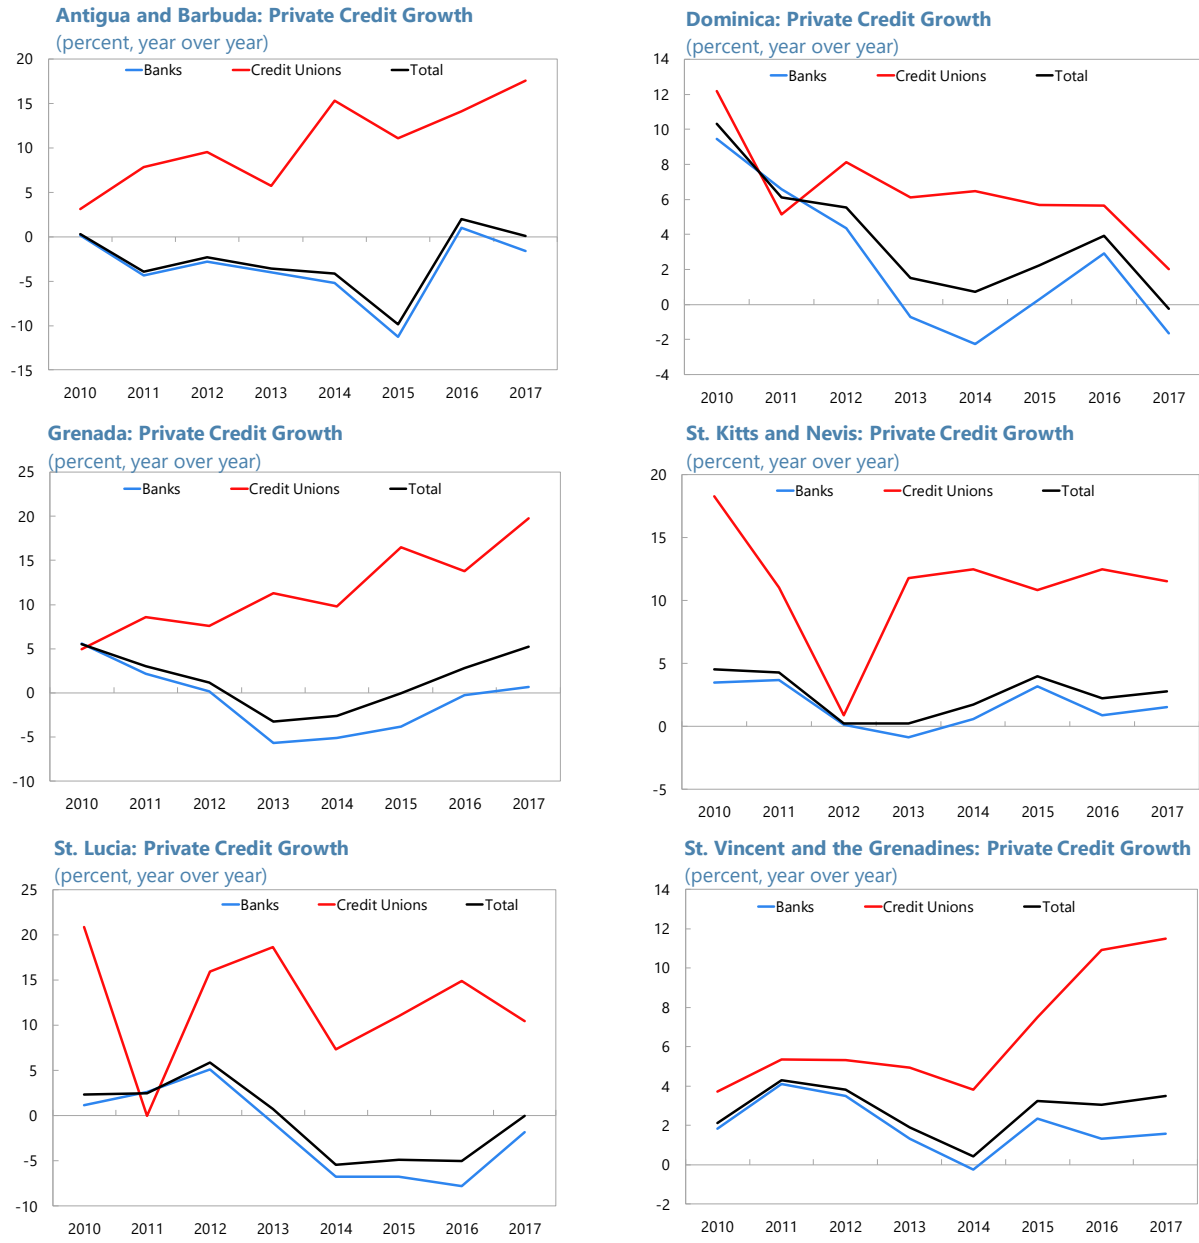 Antigua and Barbuda: Private Credit Growth
(percent, year over year)
Banks Credit Unions Total
20
15
10
5
0
-5
-10
-15
2010 2011 2012 2013 2014 2015 2016 2017
Dominica: Private Credit Growth
(percent, year over year)
Banks Credit Unions Total
14
12
10
8
6
4
2
0
-2
-4
2010 2011 2012 2013 2014 2015 2016 2017
Grenada: Private Credit Growth
(percent, year over year)
Banks Credit Unions Total
25
20
15
10
5
0
-5
-10
2010 2011 2012 2013 2014 2015 2016 2017
St. Kitts and Nevis: Private Credit Growth
(percent, year over year)
Banks Credit Unions Total
20
15
10
5
0
-5
2010 2011 2012 2013 2014 2015 2016 2017
St. Lucia: Private Credit Growth
(percent, year over year)
Banks Credit Unions Total
25
20
15
10
5
0
-5
-10
2010 2011 2012 2013 2014 2015 2016 2017
St. Vincent and the Grenadines: Private Credit Growth
(percent, year over year)
Banks Credit Unions Total
14
12
10
8
6
4
2
0
-2
2010 2011 2012 2013 2014 2015 2016 2017